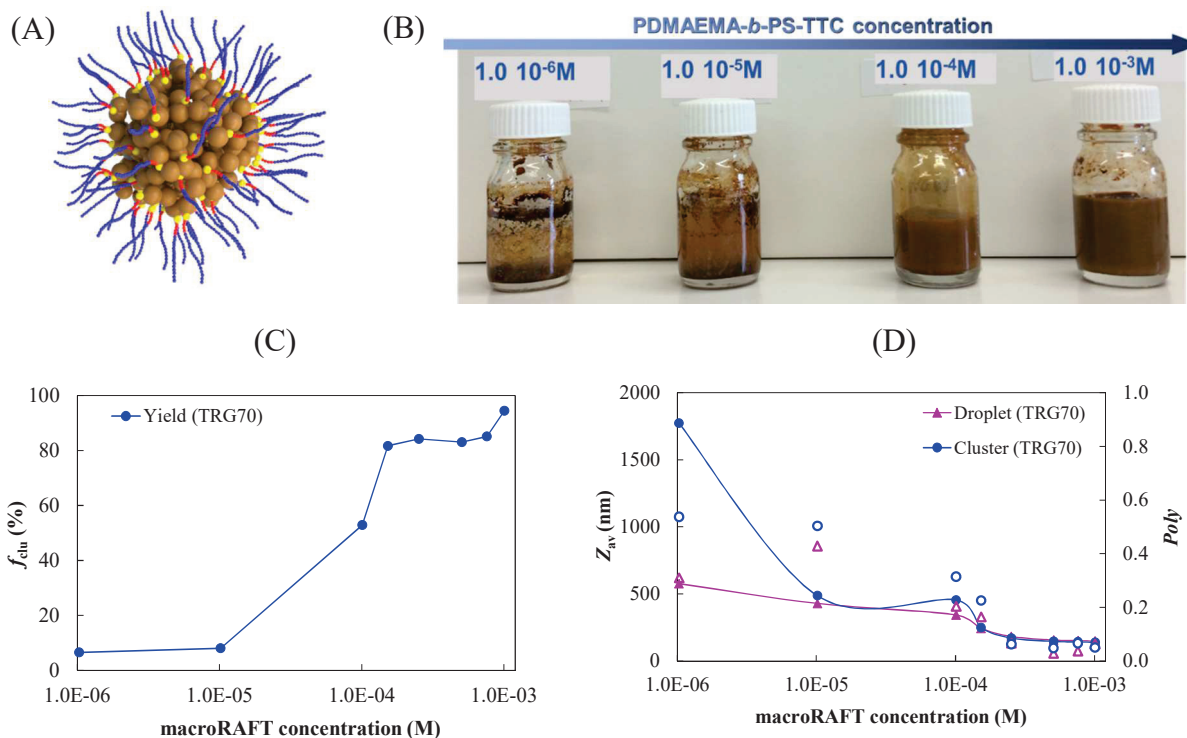 (A)
(B)
PDMAEMA-b-PS-TTC concentration
1.0 10⁻⁶M
1.0 10⁻⁵M
1.0 10⁻⁴M
1.0 10⁻³M
(C)
100
80
60
40
20
0
f_clu (%)
Yield (TRG70)
1.0E-06 1.0E-05 1.0E-04 1.0E-03
macroRAFT concentration (M)
(D)
2000
1500
1000
500
0
Z_av (nm)
Droplet (TRG70)
Cluster (TRG70)
1.0
0.8
0.6
0.4
0.2
0.0
Poly
1.0E-06 1.0E-05 1.0E-04 1.0E-03
macroRAFT concentration (M)